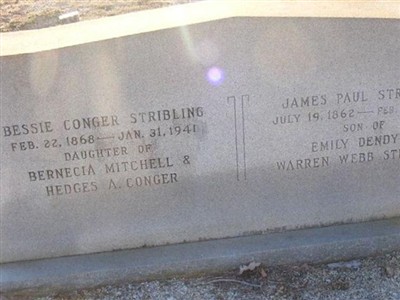 BESSIE CONGER STRIBLING
FEB. 22, 1868 — JAN. 31, 1941
DAUGHTER OF
BERNECIA MITCHELL &
HEDGES A. CONGER
JAMES PAUL STR
JULY 19, 1862 — FEB.
SON OF
EMILY DENDY
WARREN WEBB ST